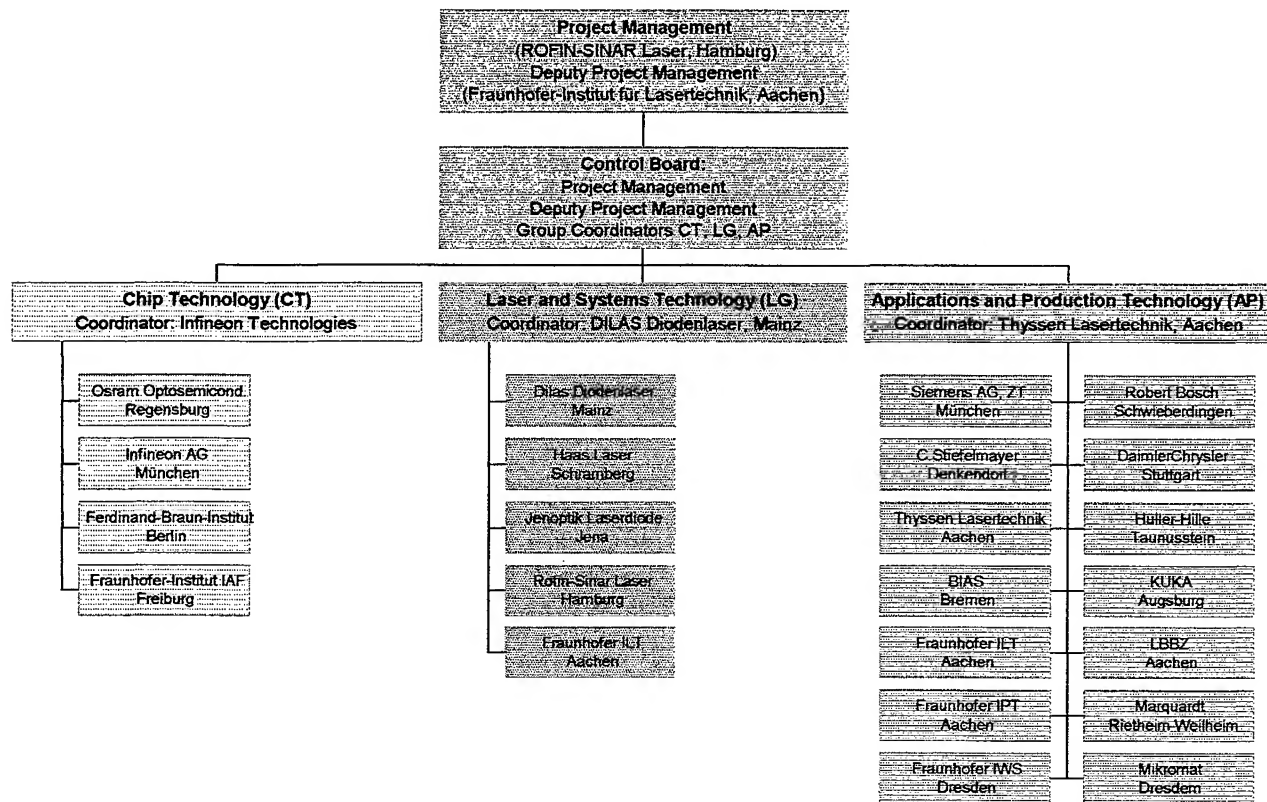 Project Management
(ROFIN-SINAR Laser, Hamburg)
Deputy Project Management
(Fraunhofer-Institut für Lasertechnik, Aachen)
Control Board
Project Management
Deputy Project Management
Group Coordinators CT, LG, AP
Chip Technology (CT)
Coordinator: Infineon Technologies
Laser and Systems Technology (LG)
Coordinator: DILAS Diodenlaser, Mainz
Applications and Production Technology (AP)
Coordinator: Thyssen Lasertechnik, Aachen
Osram Optosemicond.
Regensburg
Infineon AG
München
Ferdinand-Braun-Institut
Berlin
Fraunhofer-Institut IAF
Freiburg
Dilas Diodenlaser
Mainz
Haas Laser
Schramberg
Jenoptik Laserdiode
Jena
Rofin-Sinar Laser
Hamburg
Fraunhofer ILT
Aachen
Siemens AG, ZT
München
C.Stiefelmayer
Denkendorf
Thyssen Lasertechnik
Aachen
BIAS
Bremen
Fraunhofer ILT
Aachen
Fraunhofer IPT
Aachen
Fraunhofer IWS
Dresden
Robert Bosch
Schwieberdingen
DaimlerChrysler
Stuttgart
Hüller-Hille
Taunusstein
KUKA
Augsburg
LBBZ
Aachen
Marquardt
Rietheim-Weilheim
Mikromat
Dresden